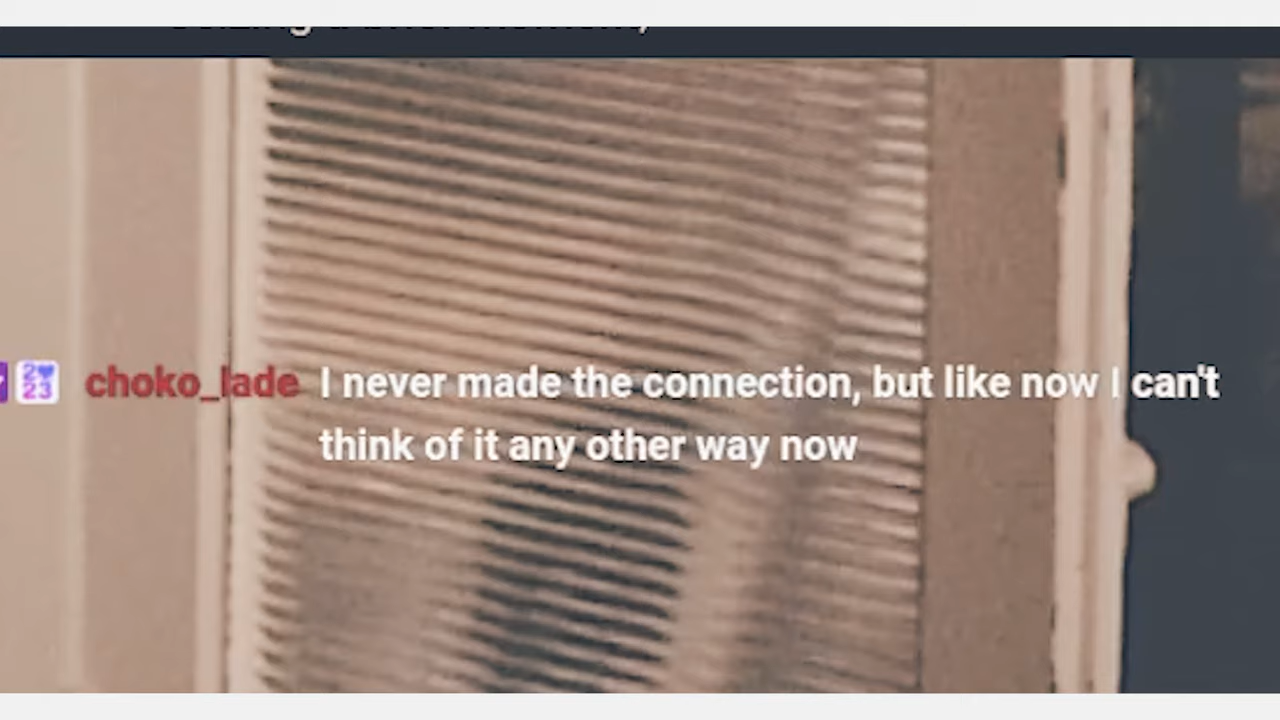 choko_lade I never made the connection, but like now I can't
think of it any other way now